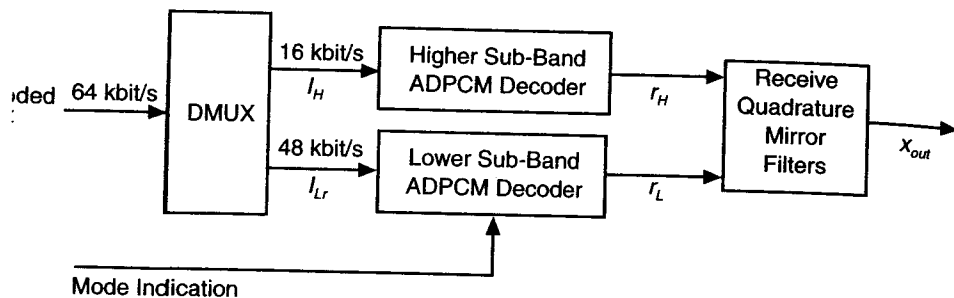 64 kbit/s
DMUX
16 kbit/s
I_H
48 kbit/s
I_Lr
Higher Sub-Band
ADPCM Decoder
Lower Sub-Band
ADPCM Decoder
r_H
r_L
Receive
Quadrature
Mirror
Filters
x_out
Mode Indication